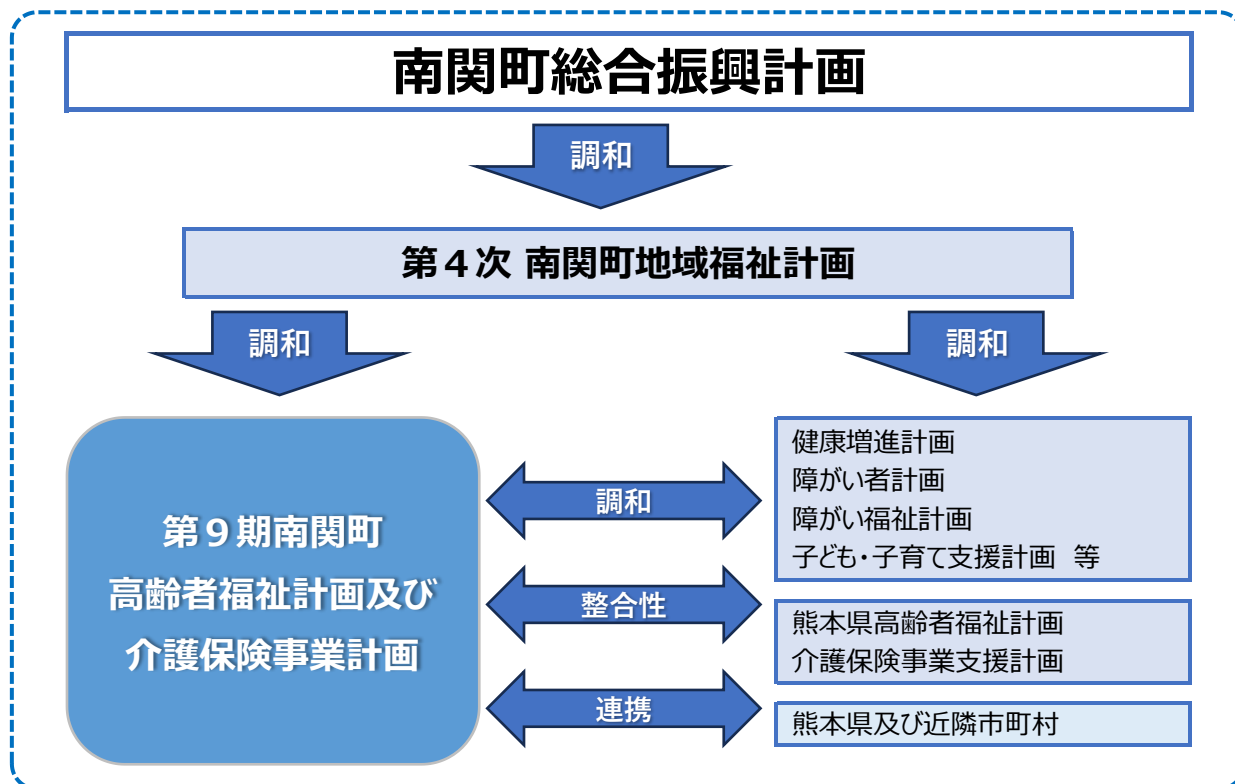 南関町総合振興計画
調和
第４次 南関町地域福祉計画
調和
調和
第９期南関町
高齢者福祉計画及び
介護保険事業計画
調和
整合性
連携
健康増進計画
障がい者計画
障がい福祉計画
子ども・子育て支援計画　等
熊本県高齢者福祉計画
介護保険事業支援計画
熊本県及び近隣市町村